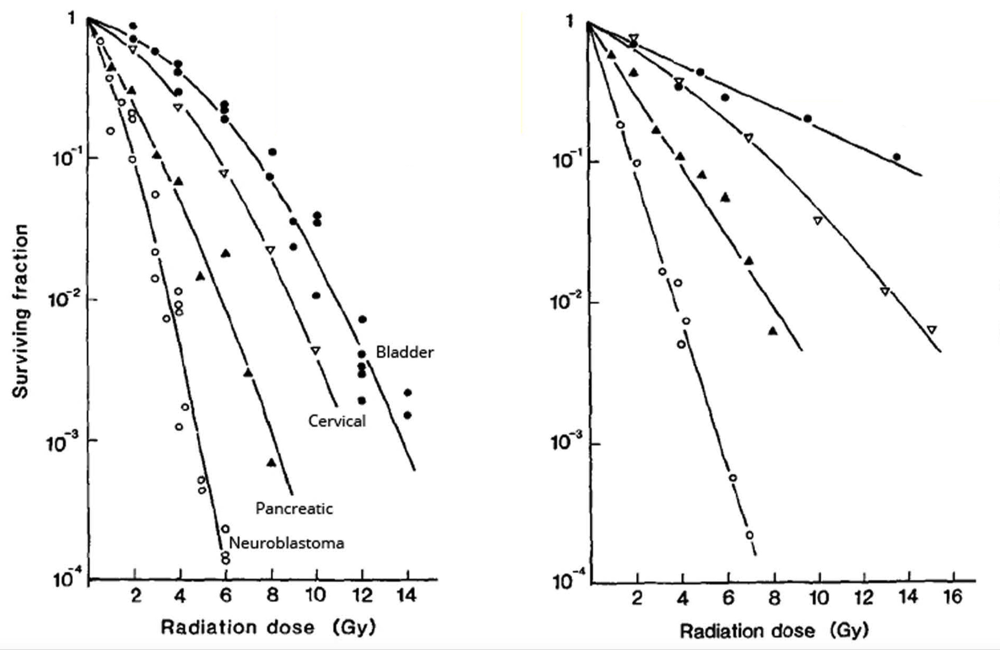 Surviving fraction
1
10⁻¹
10⁻²
10⁻³
10⁻⁴
2 4 6 8 10 12 14
Radiation dose (Gy)
Bladder
Cervical
Pancreatic
Neuroblastoma
1
10⁻¹
10⁻²
10⁻³
10⁻⁴
2 4 6 8 10 12 14 16
Radiation dose (Gy)